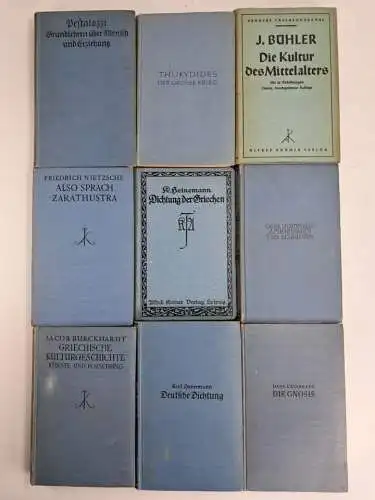 Pestalozzi
Grundlehren über Mensch
und Erziehung
THUKYDIDES
DER GROSSE KRIEG
KRÖNERS TASCHENAUSGABE
J. BÜHLER
Die Kultur
des Mittelalters
ALFRED KRÖNER VERLAG
FRIEDRICH NIETZSCHE
ALSO SPRACH
ZARATHUSTRA
K. Heinemann
Dichtung der Griechen
Alfred Kröner Verlag, Leipzig
JACOB BURCKHARDT
GRIECHISCHE
KULTURGESCHICHTE
Karl Heinemann
Deutsche Dichtung
HANS LEISEGANG
DIE GNOSIS